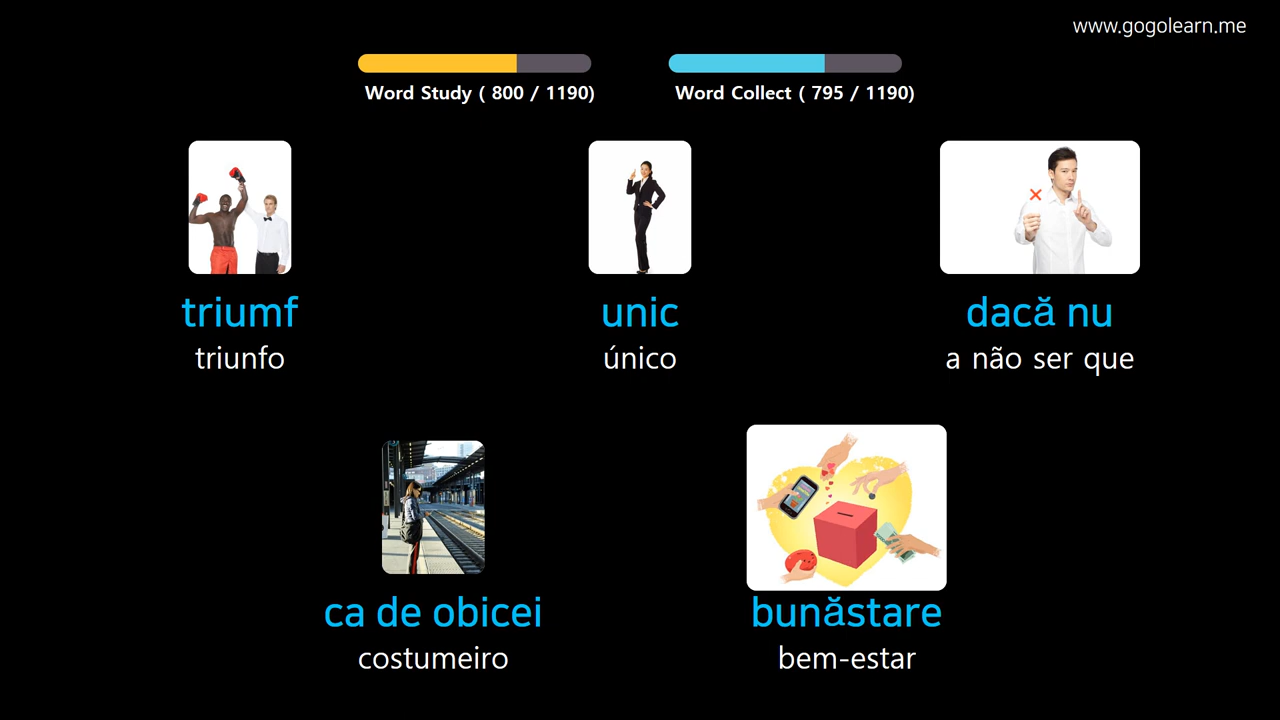 www.gogolearn.me
Word Study ( 800 / 1190)
Word Collect ( 795 / 1190)
triumf
triunfo
unic
único
dacă nu
a não ser que
ca de obicei
costumeiro
bunăstare
bem-estar